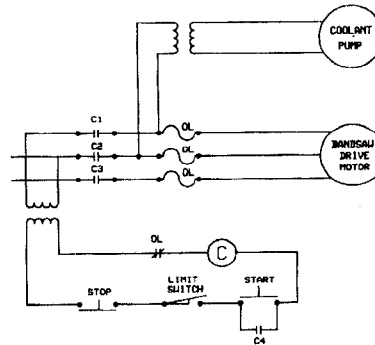 COOLANT
PUMP
C1
OL
C2
OL
C3
OL
BANDSAW
DRIVE
MOTOR
OL
C
STOP
LIMIT
SWITCH
START
C4